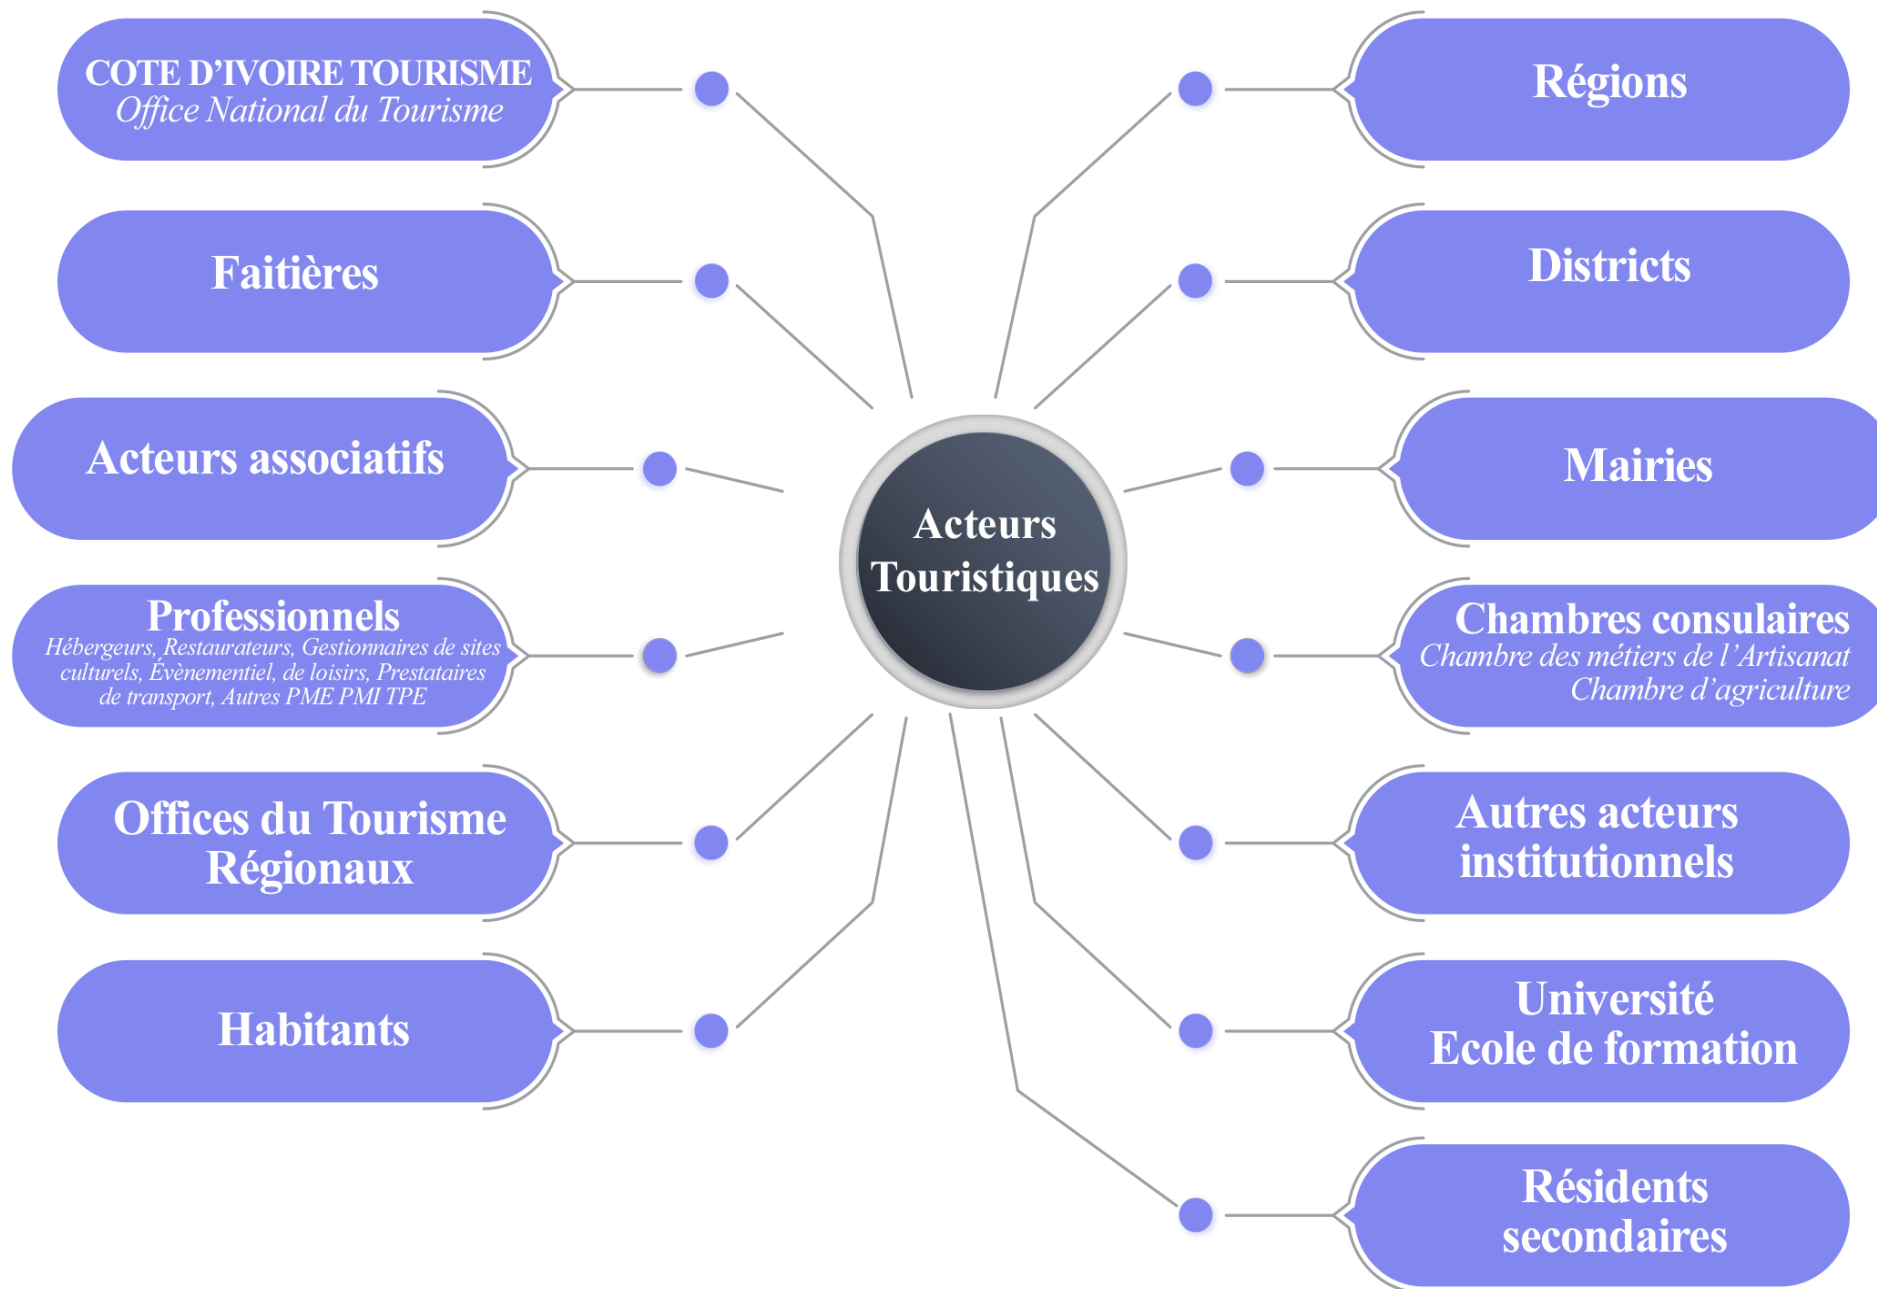 COTE D’IVOIRE TOURISME
Office National du Tourisme
Faitières
Acteurs associatifs
Professionnels
Hébergeurs, Restaurateurs, Gestionnaires de sites
culturels, Évènementiel, de loisirs, Prestataires
de transport, Autres PME PMI TPE
Offices du Tourisme
Régionaux
Habitants
Acteurs
Touristiques
Régions
Districts
Mairies
Chambres consulaires
Chambre des métiers de l’Artisanat
Chambre d’agriculture
Autres acteurs
institutionnels
Université
Ecole de formation
Résidents
secondaires